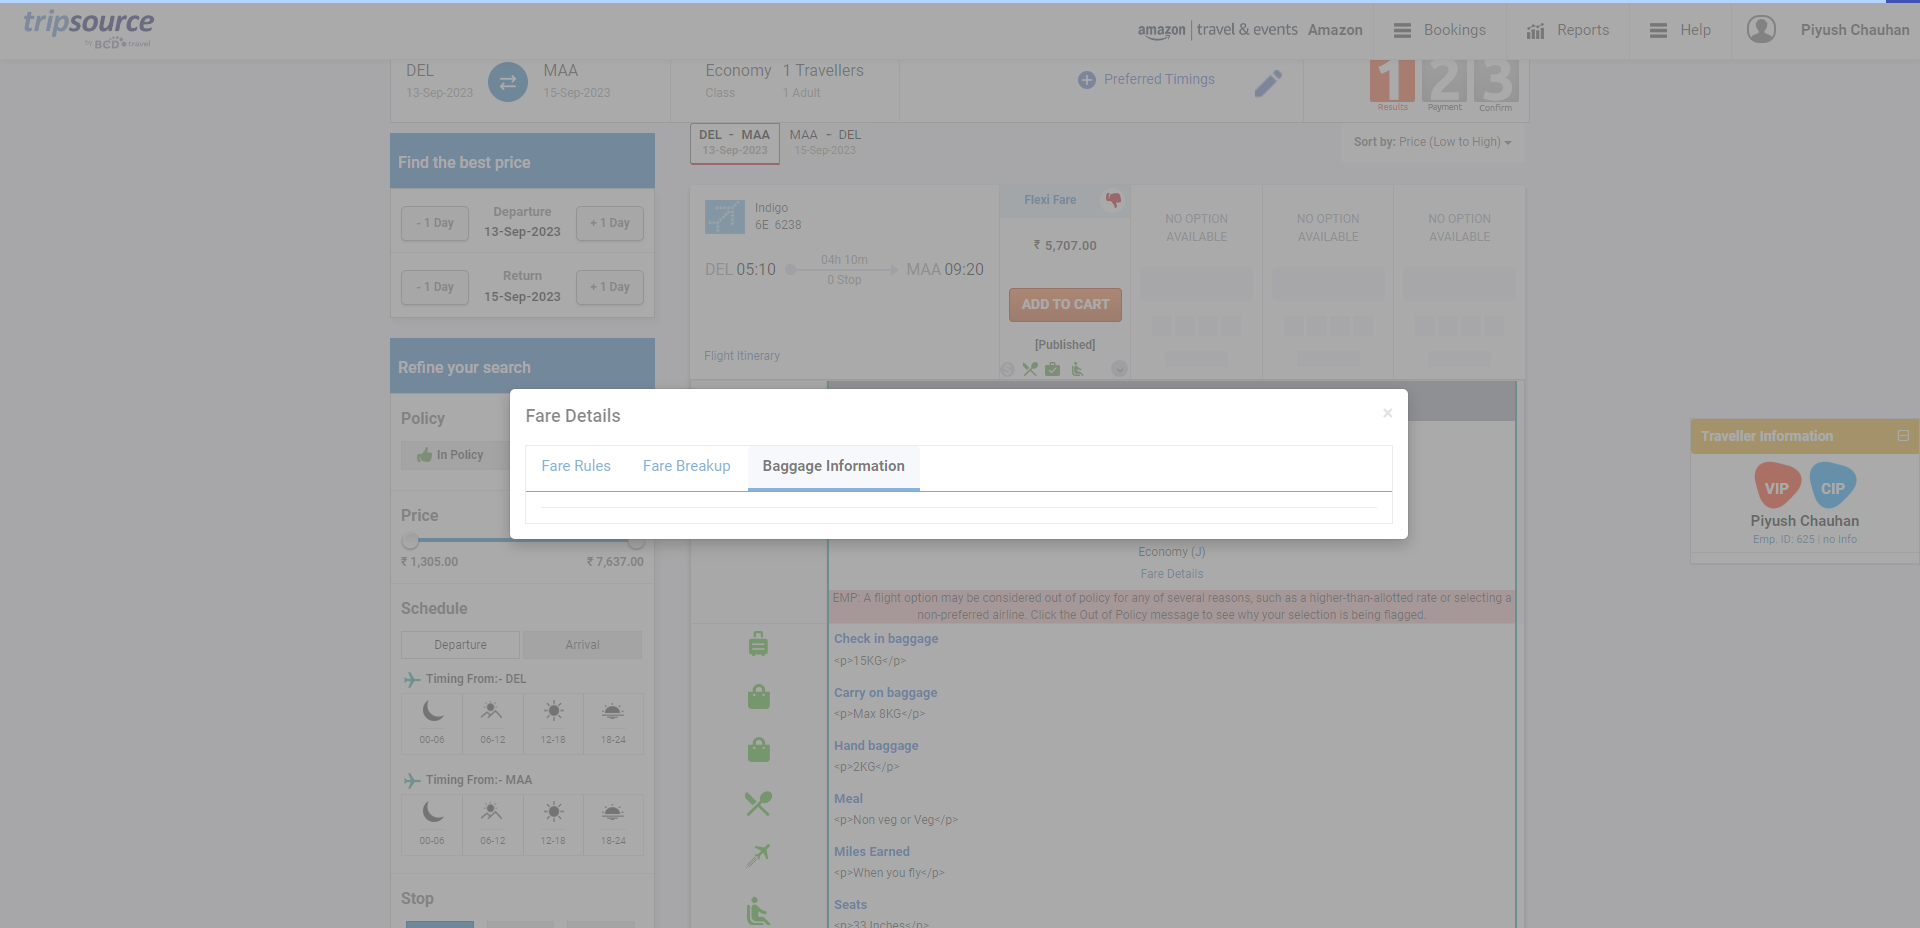 tripsource
by BCD travel
amazon | travel & events Amazon
Bookings
Reports
Help
Piyush Chauhan
DEL
13-Sep-2023
MAA
15-Sep-2023
Economy
Class
1 Travellers
1 Adult
Preferred Timings
1 2 3
Results Payment Confirm
Find the best price
- 1 Day
Departure
13-Sep-2023
+ 1 Day
- 1 Day
Return
15-Sep-2023
+ 1 Day
DEL - MAA
13-Sep-2023
MAA - DEL
15-Sep-2023
Sort by: Price (Low to High)
Indigo
6E 6238
DEL 05:10
04h 10m
0 Stop
MAA 09:20
Flight Itinerary
Flexi Fare
₹ 5,707.00
ADD TO CART
[Published]
NO OPTION
AVAILABLE
NO OPTION
AVAILABLE
NO OPTION
AVAILABLE
Refine your search
Policy
In Policy
Price
₹ 1,305.00
₹ 7,637.00
Schedule
Departure
Arrival
Timing From:- DEL
00-06
06-12
12-18
18-24
Timing From:- MAA
00-06
06-12
12-18
18-24
Stop
Fare Details
×
Fare Rules
Fare Breakup
Baggage Information
Economy (J)
Fare Details
EMP: A flight option may be considered out of policy for any of several reasons, such as a higher-than-allotted rate or selecting a
non-preferred airline. Click the Out of Policy message to see why your selection is being flagged.
Check in baggage
<p>15KG</p>
Carry on baggage
<p>Max 8KG</p>
Hand baggage
<p>2KG</p>
Meal
<p>Non veg or Veg</p>
Miles Earned
<p>When you fly</p>
Seats
<p>33 Inches</p>
Traveller Information
VIP
CIP
Piyush Chauhan
Emp. ID: 625 | no Info